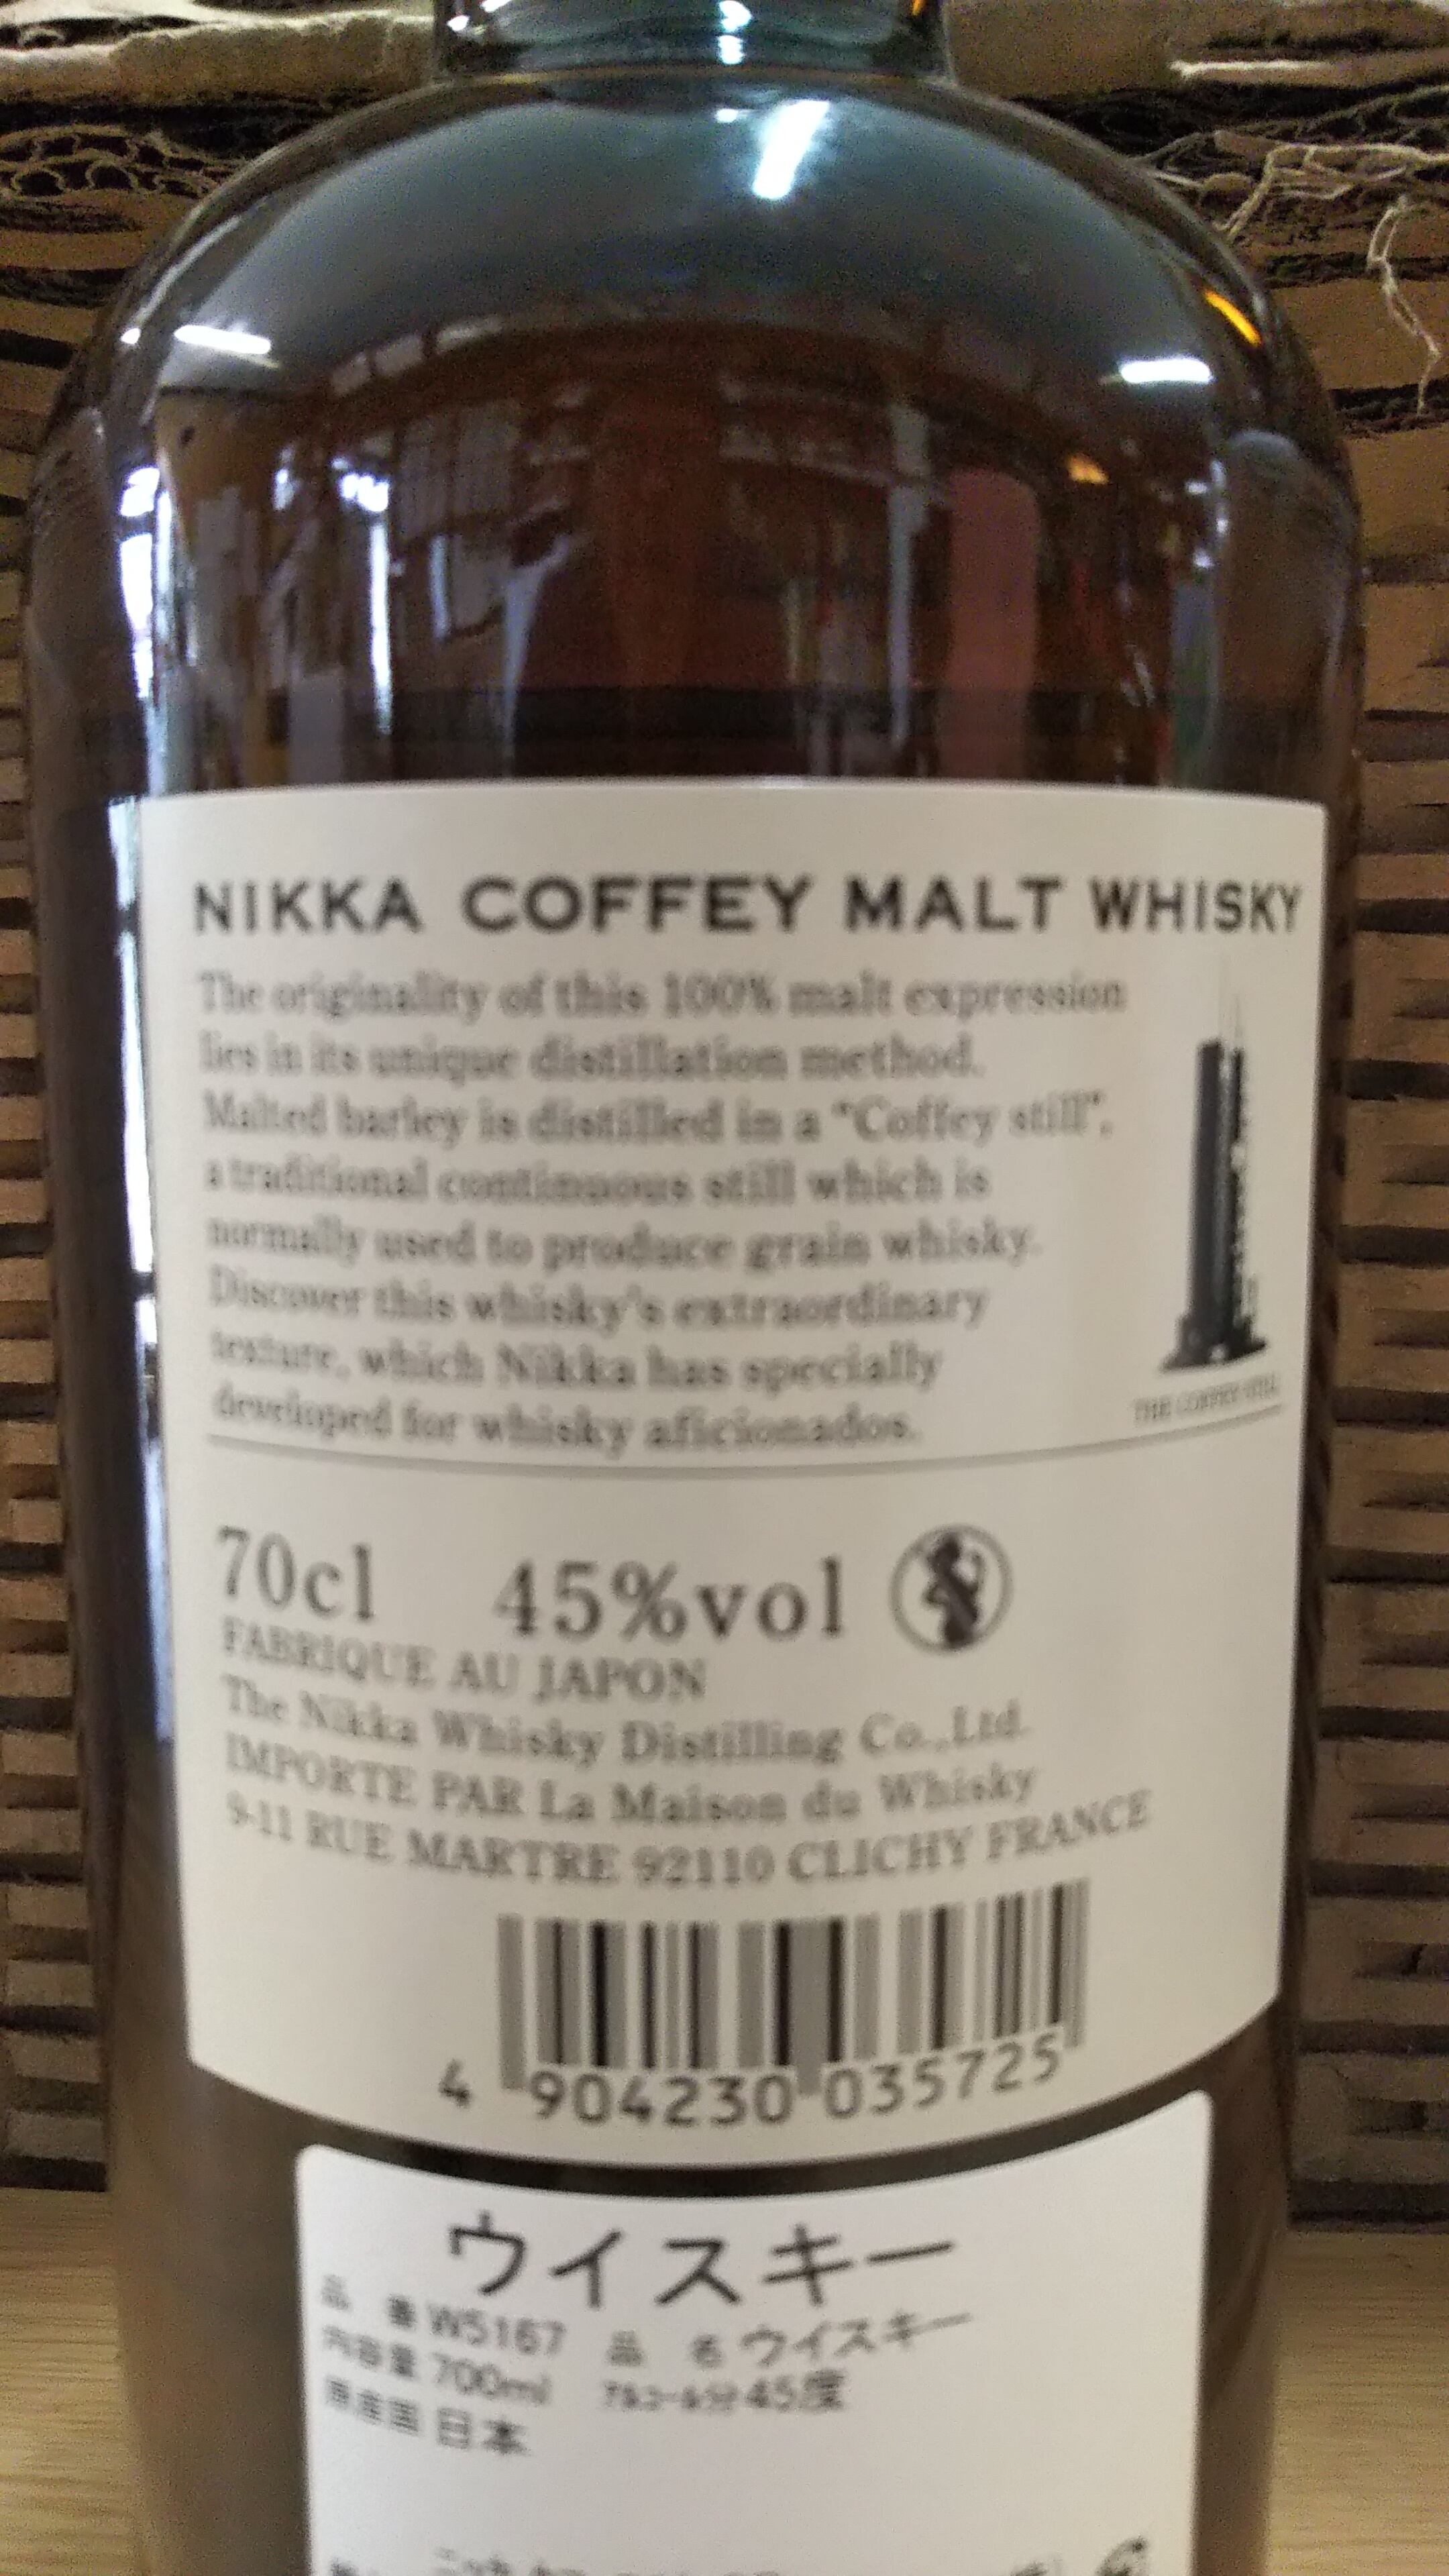 NIKKA COFFEY MALT WHISKY
The originality of this 100% malt expression
lies in its unique distillation method.
Malted barley is distilled in a "Coffey still",
a traditional continuous still which is
normally used to produce grain whisky.
Discover this whisky's extraordinary
texture, which Nikka has specially
developed for whisky aficionados.
THE COFFEY STILL
70cl 45%vol
FABRIQUE AU JAPON
The Nikka Whisky Distilling Co.,Ltd.
IMPORTE PAR La Maison du Whisky
9-11 RUE MARTRE 92110 CLICHY FRANCE
4 904230 035725
ウイスキー
品 番 W5167 品 名 ウイスキー
内容量 700ml アルコール分45度
原産国 日本